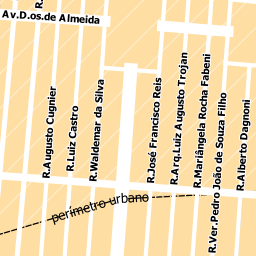 R.
Av.D.os.de Almeida
R.Augusto Cugnier
R.Luiz Castro
R.Waldemar da Silva
R.José Francisco Reis
R.Arq.Luiz Augusto Trojan
R.Mariângela Rocha Fabeni
R.Ver.Pedro João de Souza Filho
R.Alberto Dagnoni
perímetro urbano